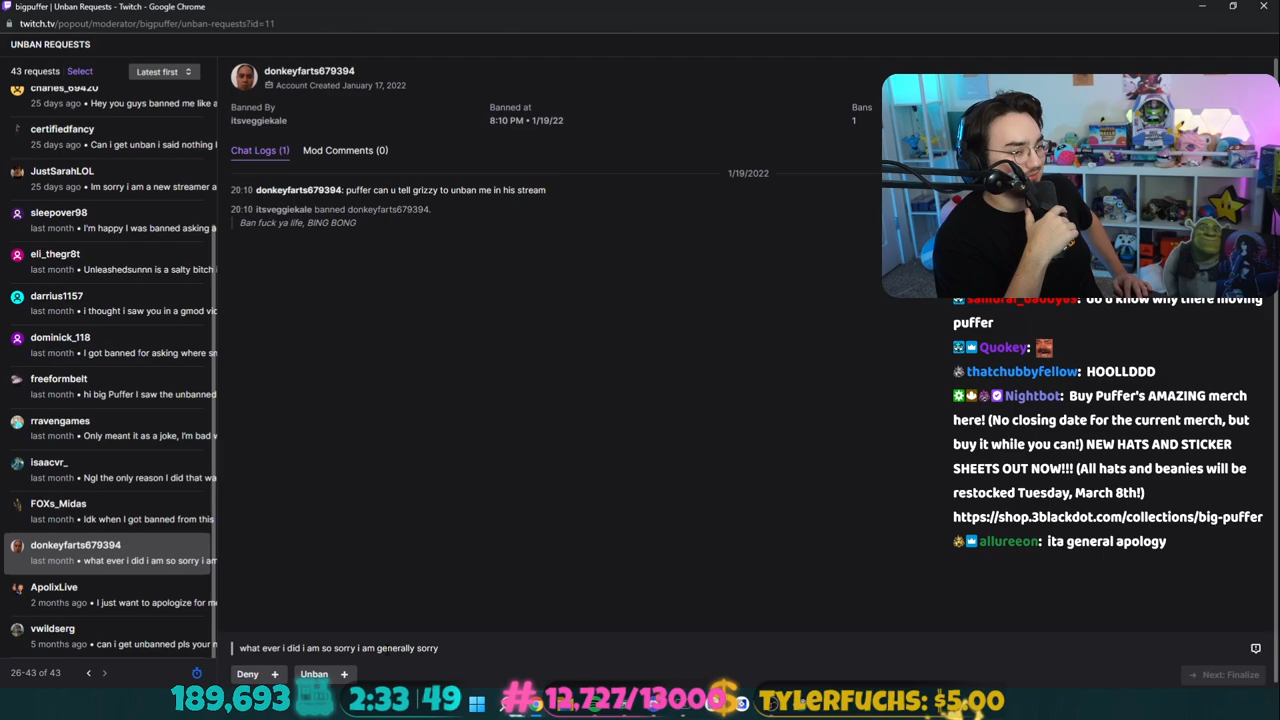 bigpuffer | Unban Requests - Twitch - Google Chrome
twitch.tv/popout/moderator/bigpuffer/unban-requests?id=11
UNBAN REQUESTS
43 requests Select Latest first
charles_69420
25 days ago • Hey you guys banned me like a
certifiedfancy
25 days ago • Can i get unban i said nothing
JustSarahLOL
25 days ago • Im sorry i am a new streamer a
sleepover98
last month • I'm happy I was banned asking a
eli_thegr8t
last month • Unleashedsunnn is a salty bitch
darrius1157
last month • i thought i saw you in a gmod vic
dominick_118
last month • I got banned for asking where sr
freeformbelt
last month • hi big Puffer I saw the unbanned
rravengames
last month • Only meant it as a joke, I'm bad
isaacvr_
last month • Ngl the only reason I did that wa
FOXs_Midas
last month • Idk when I got banned from this
donkeyfarts679394
last month • what ever i did i am so sorry i am
ApolixLive
2 months ago • I just want to apologize for m
vwildserg
5 months ago • can i get unbanned pls your
26-43 of 43
donkeyfarts679394
Account Created January 17, 2022
Banned By Banned at Bans
itsveggiekale 8:10 PM • 1/19/22 1
Chat Logs (1) Mod Comments (0)
1/19/2022
20:10 donkeyfarts679394: puffer can u tell grizzy to unban me in his stream
20:10 itsveggiekale banned donkeyfarts679394.
Ban fuck ya life, BING BONG
what ever i did i am so sorry i am generally sorry
Deny + Unban +
Next: Finalize
samurai_daddy69: do u know why there moving
puffer
Quokey:
thatchubbyfellow: HOOLLDDD
Nightbot: Buy Puffer's AMAZING merch
here! (No closing date for the current merch, but
buy it while you can!) NEW HATS AND STICKER
SHEETS OUT NOW!!! (All hats and beanies will be
restocked Tuesday, March 8th!)
https://shop.3blackdot.com/collections/big-puffer
allureeon: ita general apology
189,693 2:33 49 # 12,727/13000 $ TYLERFUCHS: $5.00